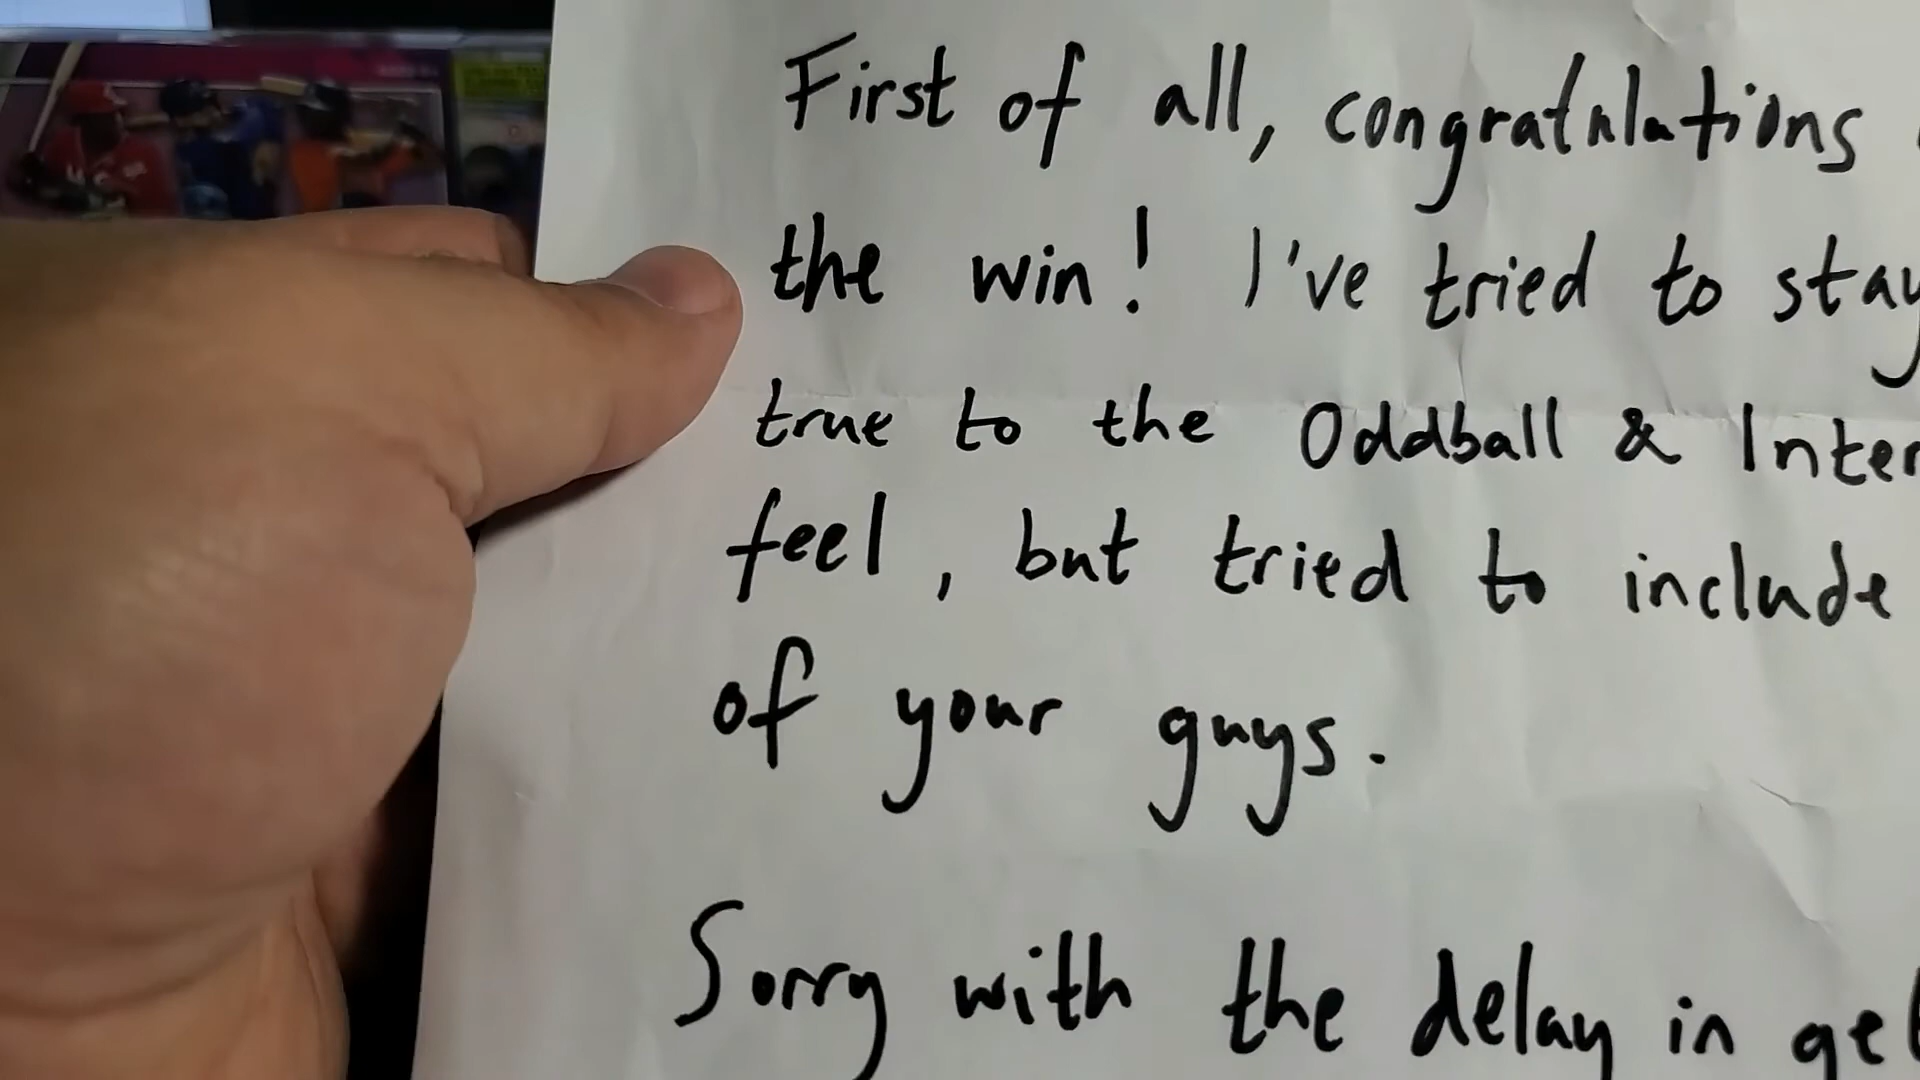 First of all, congratulations
the win! I've tried to stay
true to the Oddball & Inter
feel, but tried to include
of your guys.
Sorry with the delay in get